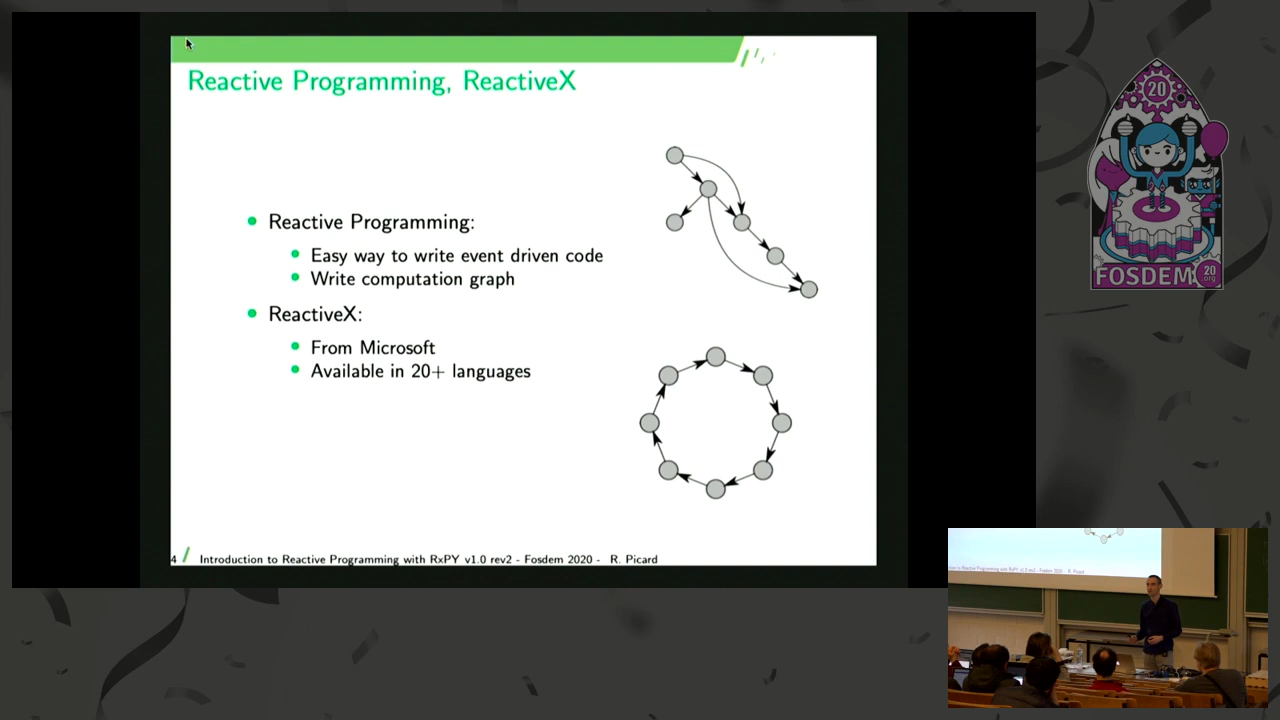 Reactive Programming, ReactiveX
Reactive Programming:
Easy way to write event driven code
Write computation graph
ReactiveX:
From Microsoft
Available in 20+ languages
4 Introduction to Reactive Programming with RxPY v1.0 rev2 - Fosdem 2020 - R. Picard
20
FOSDEM
20
.org